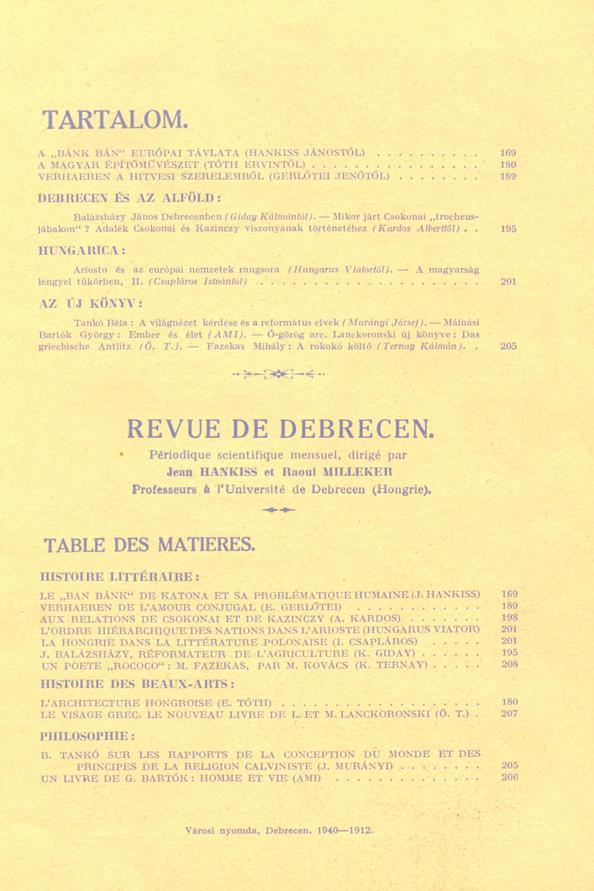 TARTALOM.
A „BÁNK BÁN" EURÓPAI TÁVLATA (HANKISS JÁNOSTÓL) . . . . . . . . . . 169
A MAGYAR ÉPÍTŐMŰVÉSZET (TÓTH ERVINTŐL) . . . . . . . . . . . . . . . . 180
VERHAEREN A HITVESI SZERELEMRŐL (GERLŐTEI JENŐTŐL) . . . . . . . . 189
DEBRECEN ÉS AZ ALFÖLD :
Balázsházy János Debrecenben (Giday Kálmántól). — Mikor járt Csokonai „trocheus-
lábakon" ? Adalék Csokonai és Kazinczy viszonyának történetéhez (Kardos Alberttől) . . 195
HUNGARICA :
Ariosto és az európai nemzetek rangsora (Hungarus Viatortól). — A magyarság
lengyel tükörben, II. (Csapláros Istvántól) . . . . . . . . . . . . . . . . . . . . . 201
AZ ÚJ KÖNYV :
Tankó Béla : A világnézet kérdése és a református elvek (Murányi József). — Málnási
Bartók György : Ember és élet (AMI). — Ó-görög arc. Lanckoronski új könyve : Das
griechische Antlitz (Ő. T.). — Fazekas Mihály : A rokokó költő (Ternay Kálmán). . 205
REVUE DE DEBRECEN.
Périodique scientifique mensuel, dirigé par
Jean HANKISS et Raoul MILLEKER
Professeurs à l'Université de Debrecen (Hongrie).
TABLE DES MATIERES.
HISTOIRE LITTÉRAIRE :
LE „BAN BÁNK" DE KATONA ET SA PROBLÉMATIQUE HUMAINE (J. HANKISS) 169
VERHAEREN DE L'AMOUR CONJUGAL (E. GERLŐTEI) . . . . . . . . . . . 189
AUX RELATIONS DE CSOKONAI ET DE KAZINCZY (A. KARDOS) . . . . . . . 198
L'ORDRE HIÉRARCHIQUE DES NATIONS DANS L'ARIOSTE (HUNGARUS VIATOR) 201
LA HONGRIE DANS LA LITTÉRATURE POLONAISE (I. CSAPLÁROS) . . . . . 201
J. BALÁZSHÁZY, RÉFORMATEUR DE L'AGRICULTURE (K. GIDAY) . . . . . . 195
UN POETE „ROCOCO" : M. FAZEKAS, PAR M. KOVÁCS (K. TERNAY) . . . . . 208
HISTOIRE DES BEAUX-ARTS :
L'ARCHITECTURE HONGROISE (E. TÓTH) . . . . . . . . . . . . . . . . . . 180
LE VISAGE GREC. LE NOUVEAU LIVRE DE L. ET M. LANCKORONSKI (Ő. T.) . 207
PHILOSOPHIE :
B. TANKÓ SUR LES RAPPORTS DE LA CONCEPTION DU MONDE ET DES
PRINCIPES DE LA RELIGION CALVINISTE (J. MURÁNYI) . . . . . . . . 205
UN LIVRE DE G. BARTÓK : HOMME ET VIE (AMI) . . . . . . . . . . . . . 206
Városi nyomda, Debrecen. 1940—1912.